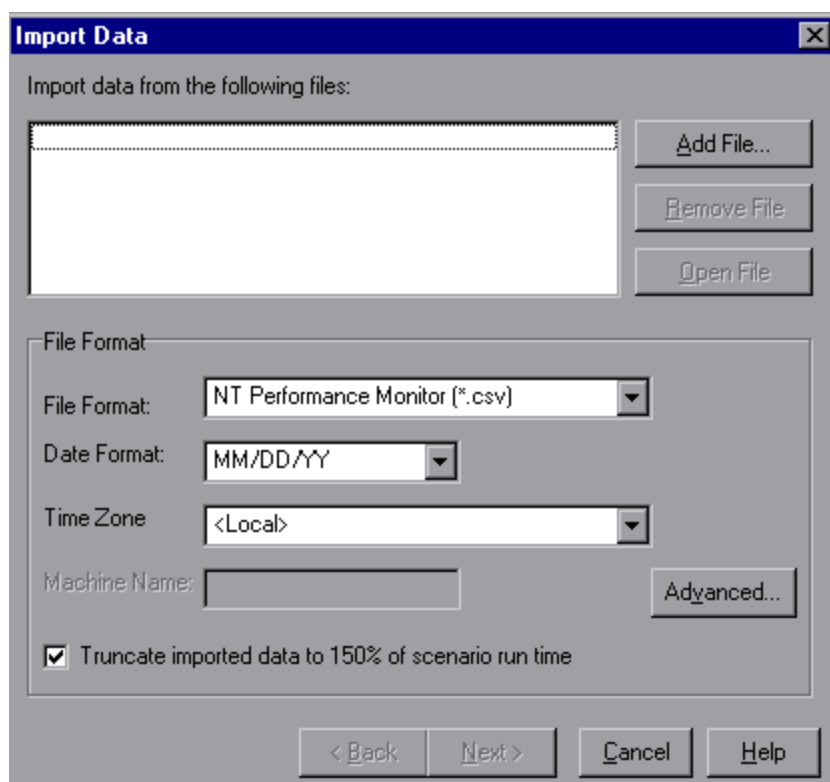 Import Data
Import data from the following files:
Add File...
Remove File
Open File
File Format
File Format: NT Performance Monitor (*.csv)
Date Format: MM/DD/YY
Time Zone <Local>
Machine Name:
Advanced...
Truncate imported data to 150% of scenario run time
< Back Next > Cancel Help